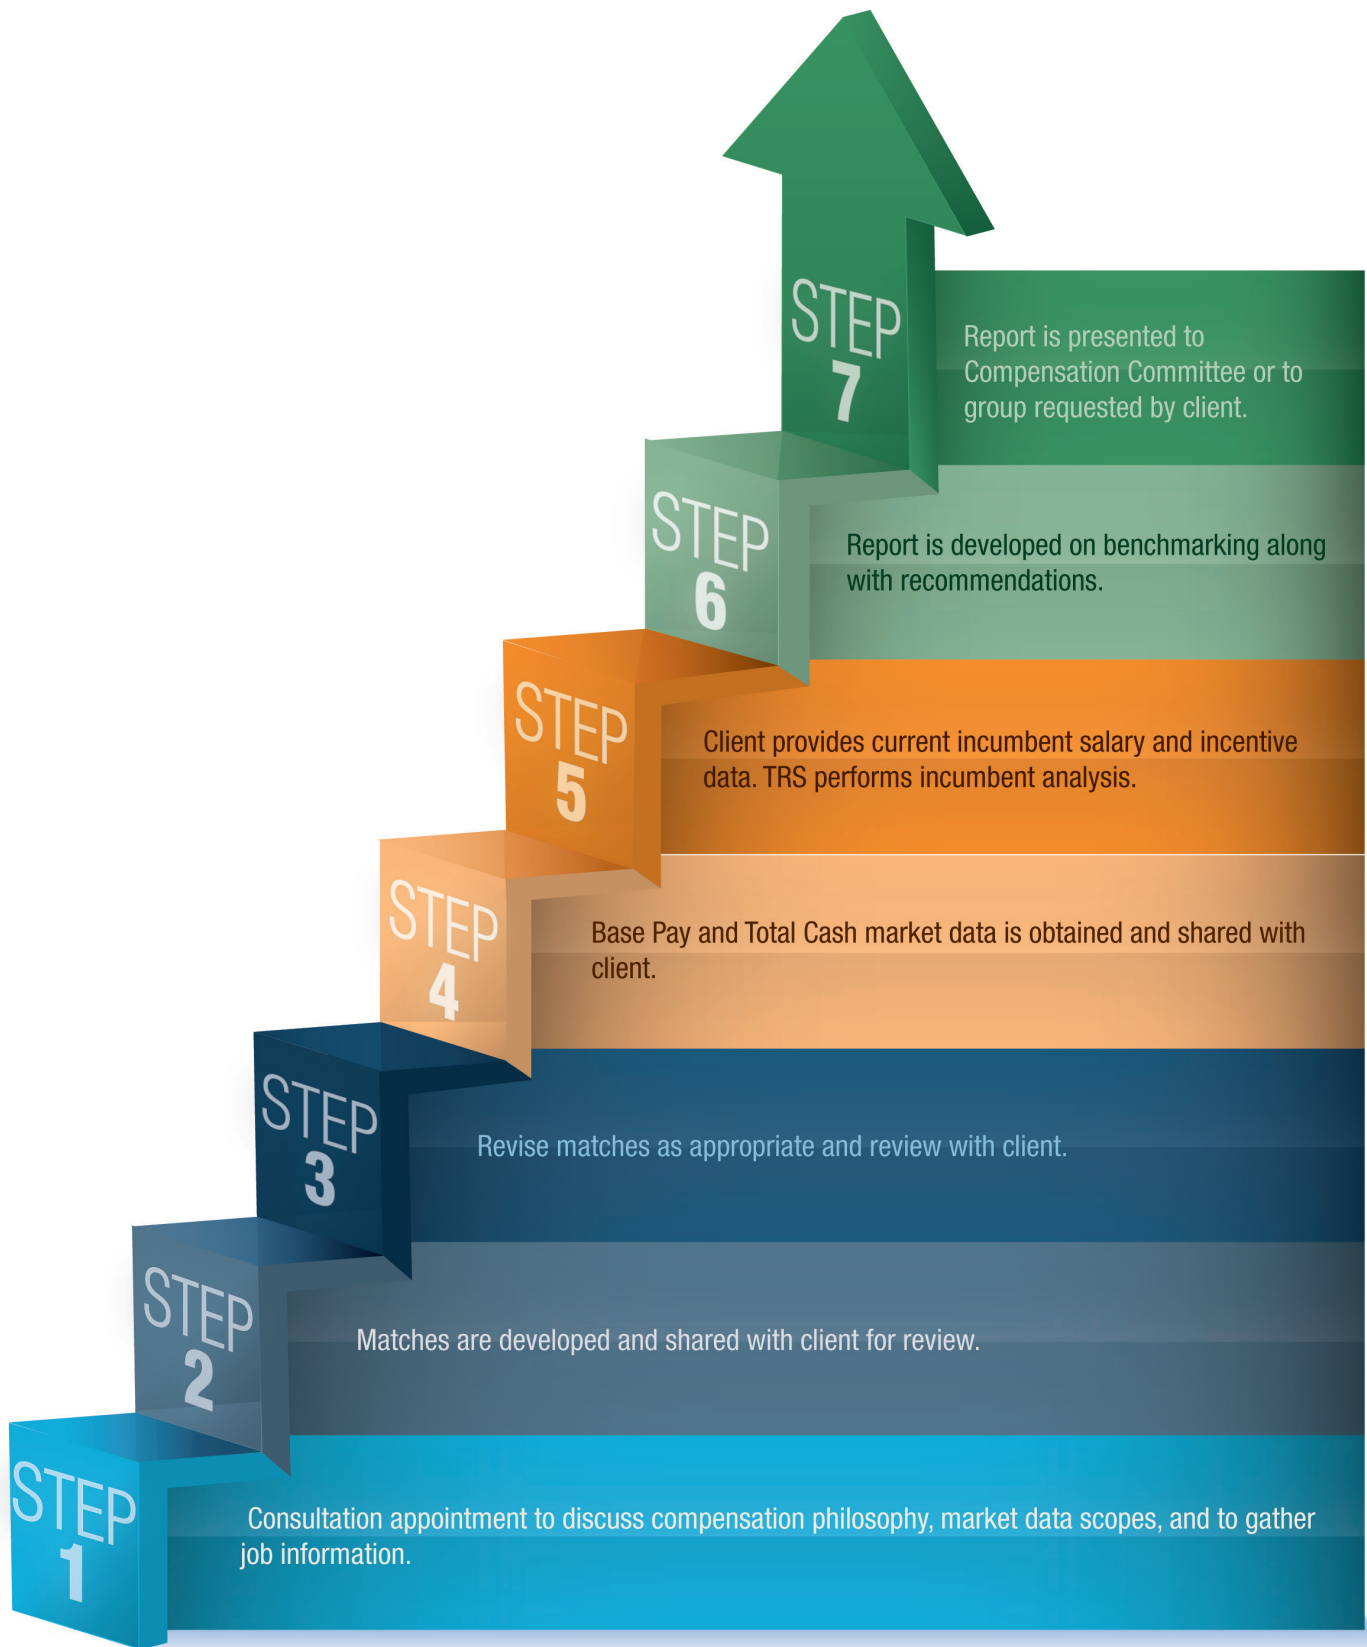 STEP
7
Report is presented to
Compensation Committee or to
group requested by client.
STEP
6
Report is developed on benchmarking along
with recommendations.
STEP
5
Client provides current incumbent salary and incentive
data. TRS performs incumbent analysis.
STEP
4
Base Pay and Total Cash market data is obtained and shared with
client.
STEP
3
Revise matches as appropriate and review with client.
STEP
2
Matches are developed and shared with client for review.
STEP
1
Consultation appointment to discuss compensation philosophy, market data scopes, and to gather
job information.